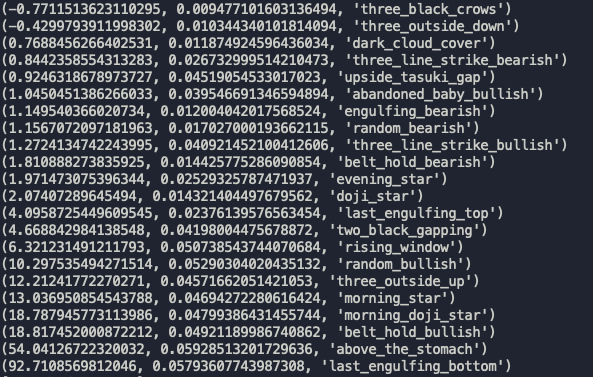 (-0.7711513623110295, 0.009477101603136494, 'three_black_crows')
(-0.4299793911998302, 0.010344340101814094, 'three_outside_down')
(0.7688456266402531, 0.011874924596436034, 'dark_cloud_cover')
(0.8442358554313283, 0.026732999514210473, 'three_line_strike_bearish')
(0.9246318678973727, 0.04519054533017023, 'upside_tasuki_gap')
(1.0450451386266033, 0.039546691346594894, 'abandoned_baby_bullish')
(1.149540366020734, 0.012004042017568524, 'engulfing_bearish')
(1.1567072097181963, 0.017027000193662115, 'random_bearish')
(1.2724134742243995, 0.040921452100412606, 'three_line_strike_bullish')
(1.810888273835925, 0.014425775286090854, 'belt_hold_bearish')
(1.971473075396344, 0.02529325787471937, 'evening_star')
(2.07407289645494, 0.014321404497679562, 'doji_star')
(4.0958725449609545, 0.02376139576563454, 'last_engulfing_top')
(4.668842984138548, 0.04198004475678872, 'two_black_gapping')
(6.321231491211793, 0.050738543744070684, 'rising_window')
(10.297535494271514, 0.05290304020435132, 'random_bullish')
(12.21241772270271, 0.04571662051421053, 'three_outside_up')
(13.036950854543788, 0.04694272280616424, 'morning_star')
(18.787945773113986, 0.04799386431455744, 'morning_doji_star')
(18.817452000872212, 0.04921189986740862, 'belt_hold_bullish')
(54.04126722320032, 0.05928513201729636, 'above_the_stomach')
(92.7108569812046, 0.05793607743987308, 'last_engulfing_bottom')